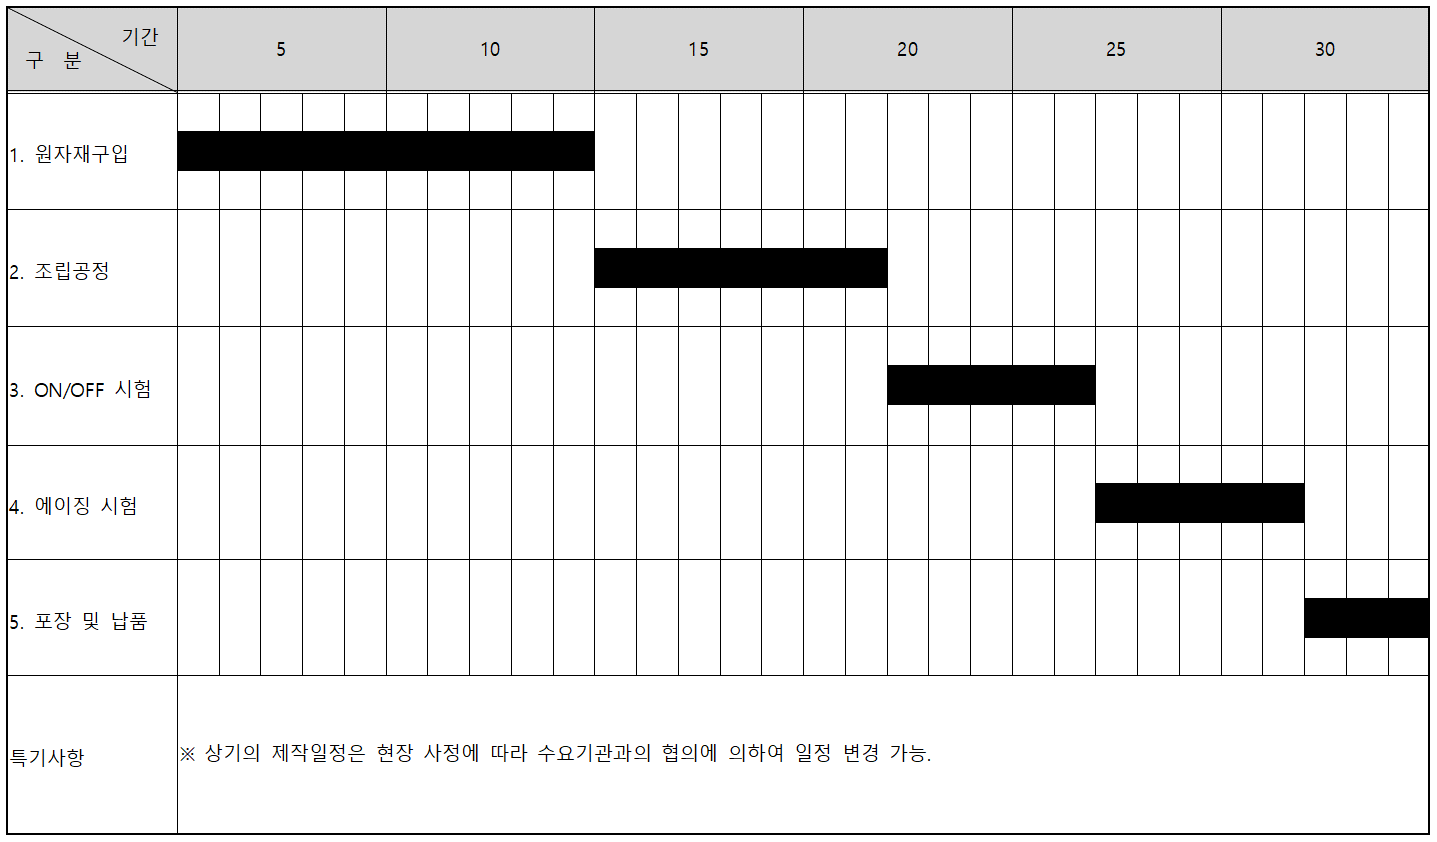 기간
구 분
5 10 15 20 25 30
1. 원자재구입
2. 조립공정
3. ON/OFF 시험
4. 에이징 시험
5. 포장 및 납품
특기사항
※ 상기의 제작일정은 현장 사정에 따라 수요기관과의 협의에 의하여 일정 변경 가능.